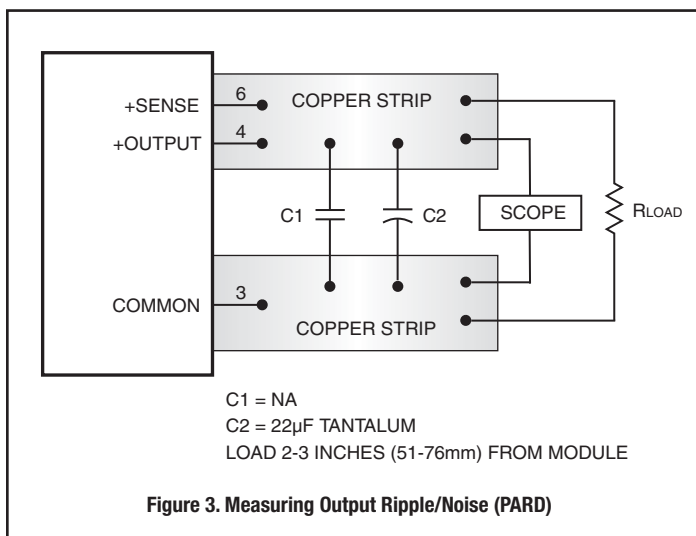 +SENSE
6
COPPER STRIP
+OUTPUT
4
C1
C2
SCOPE
RLOAD
COMMON
3
COPPER STRIP
C1 = NA
C2 = 22µF TANTALUM
LOAD 2-3 INCHES (51-76mm) FROM MODULE
Figure 3. Measuring Output Ripple/Noise (PARD)